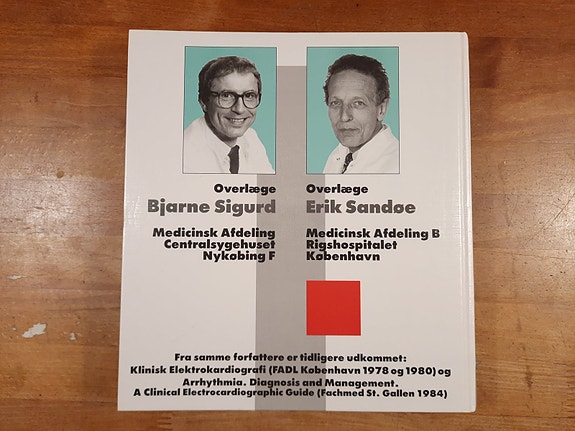 Overlæge
Bjarne Sigurd
Medicinsk Afdeling
Centralsygehuset
Nykøbing F
Overlæge
Erik Sandøe
Medicinsk Afdeling B
Rigshospitalet
København
Fra samme forfattere er tidligere udkommet:
Klinisk Elektrokardiografi (FADL København 1978 og 1980) og
Arrhythmia. Diagnosis and Management.
A Clinical Electrocardiographic Guide (Fachmed St. Gallen 1984)